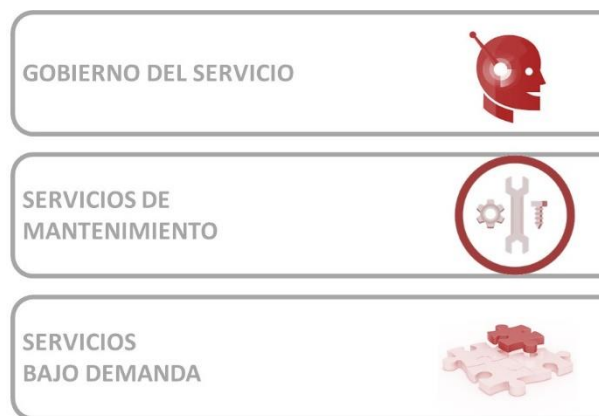 GOBIERNO DEL SERVICIO
SERVICIOS DE
MANTENIMIENTO
SERVICIOS
BAJO DEMANDA